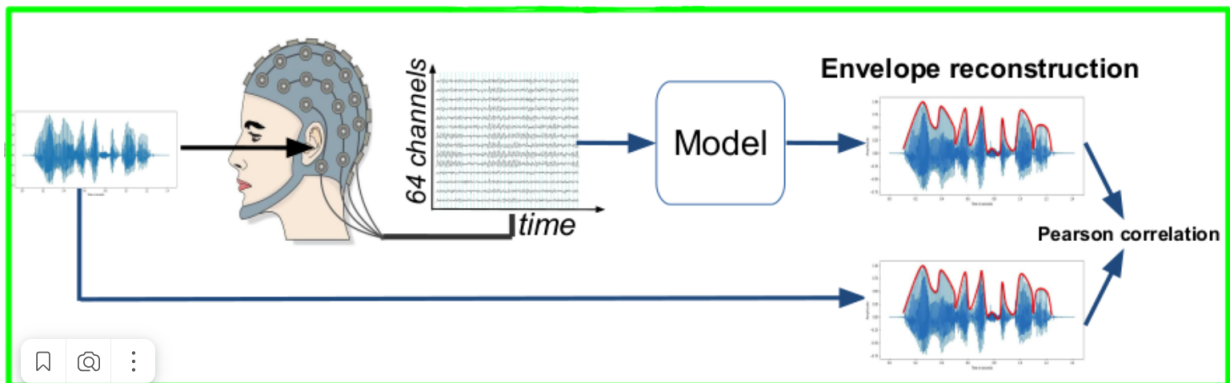 Envelope reconstruction
64 channels
Model
Pearson correlation
time